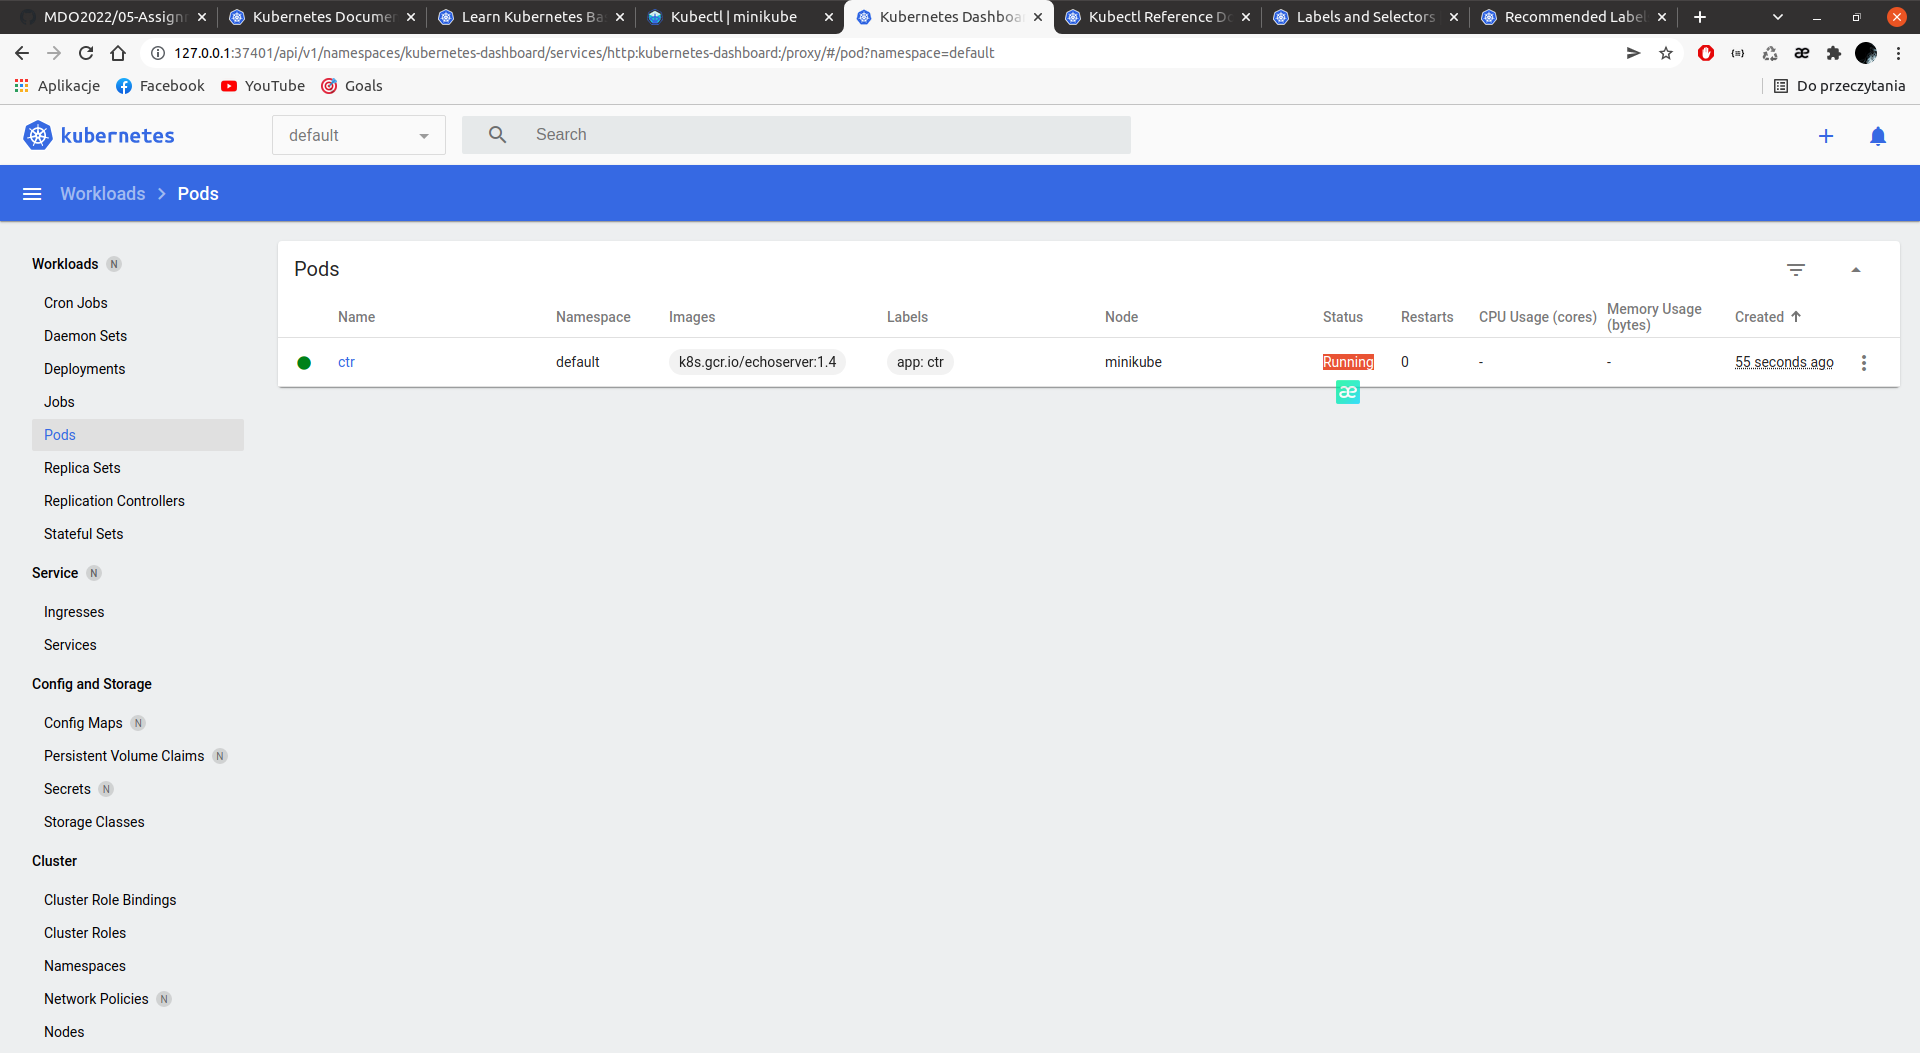 MDO2022/05-Assignm Kubernetes Documen Learn Kubernetes Ba Kubectl | minikube Kubernetes Dashboa Kubectl Reference Do Labels and Selectors Recommended Labe
127.0.0.1:37401/api/v1/namespaces/kubernetes-dashboard/services/http:kubernetes-dashboard:/proxy/#/pod?namespace=default
Aplikacje Facebook YouTube Goals Do przeczytania
kubernetes default Search
Workloads Pods
Workloads N
Cron Jobs
Daemon Sets
Deployments
Jobs
Pods
Replica Sets
Replication Controllers
Stateful Sets
Service N
Ingresses
Services
Config and Storage
Config Maps N
Persistent Volume Claims N
Secrets N
Storage Classes
Cluster
Cluster Role Bindings
Cluster Roles
Namespaces
Network Policies N
Nodes
Pods
Name Namespace Images Labels Node Status Restarts CPU Usage (cores) Memory Usage (bytes) Created
ctr default k8s.gcr.io/echoserver:1.4 app: ctr minikube Running 0 - - 55 seconds ago
æ